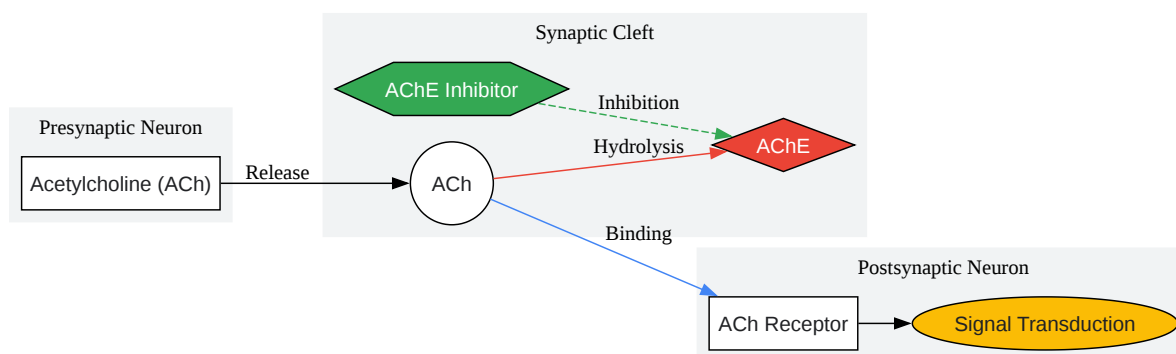 Synaptic Cleft
AChE Inhibitor
Inhibition
Presynaptic Neuron
AChE
Hydrolysis
Acetylcholine (ACh)
Release
ACh
Binding
Postsynaptic Neuron
ACh Receptor
Signal Transduction